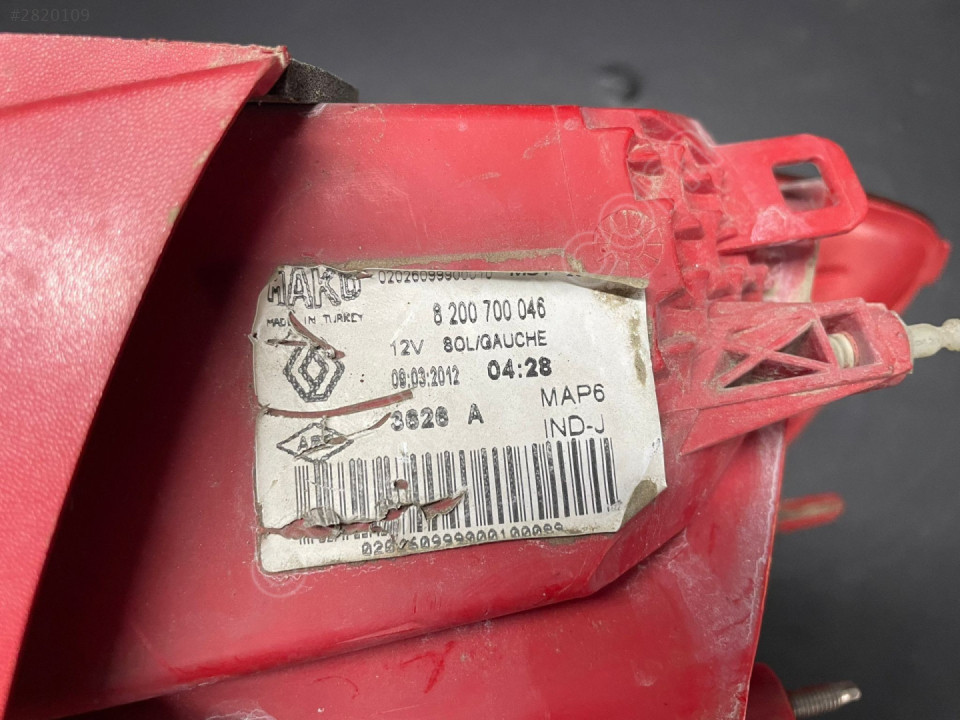 #2820109
MAKO
MADE IN TURKEY
8 200 700 046
12V SOL/GAUCHE
09:03:2012 04:28
3626 A
MAP6
IND-J